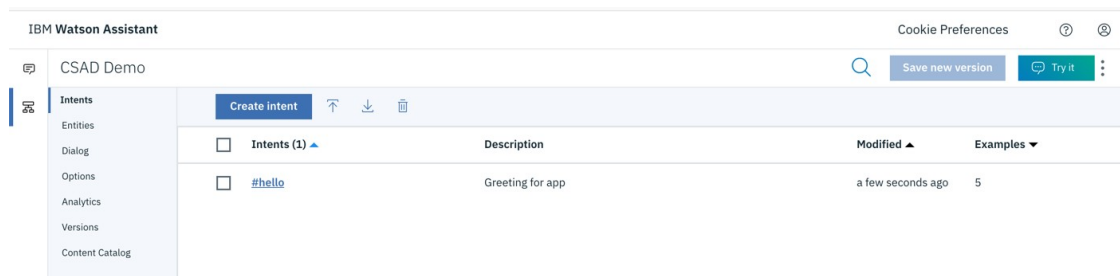 IBM Watson Assistant Cookie Preferences
CSAD Demo Save new version Try it
Intents
Entities
Dialog
Options
Analytics
Versions
Content Catalog
Create intent
Intents (1) Description Modified Examples
#hello Greeting for app a few seconds ago 5